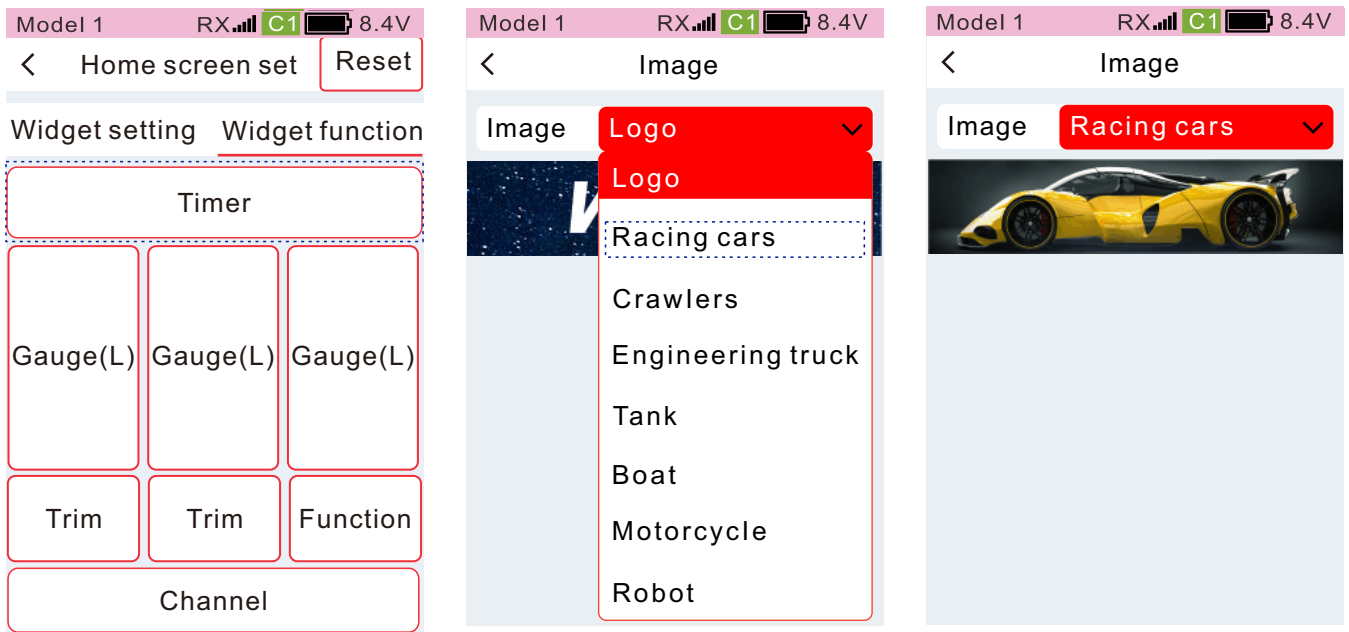 Model 1 RX C1 8.4V
Home screen set Reset
Widget setting Widget function
Timer
Gauge(L) Gauge(L) Gauge(L)
Trim Trim Function
Channel
Model 1 RX C1 8.4V
Image
Image Logo
Logo
Racing cars
Crawlers
Engineering truck
Tank
Boat
Motorcycle
Robot
Model 1 RX C1 8.4V
Image
Image Racing cars